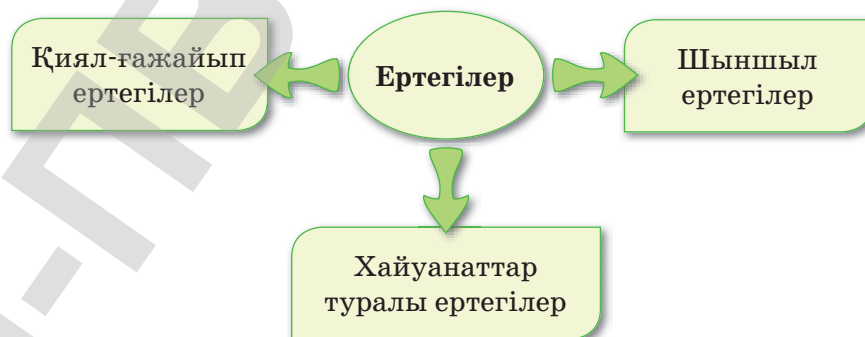 Қиял-ғажайып
ертегілер
Ертегілер
Шыншыл
ертегілер
Хайуанаттар
туралы ертегілер